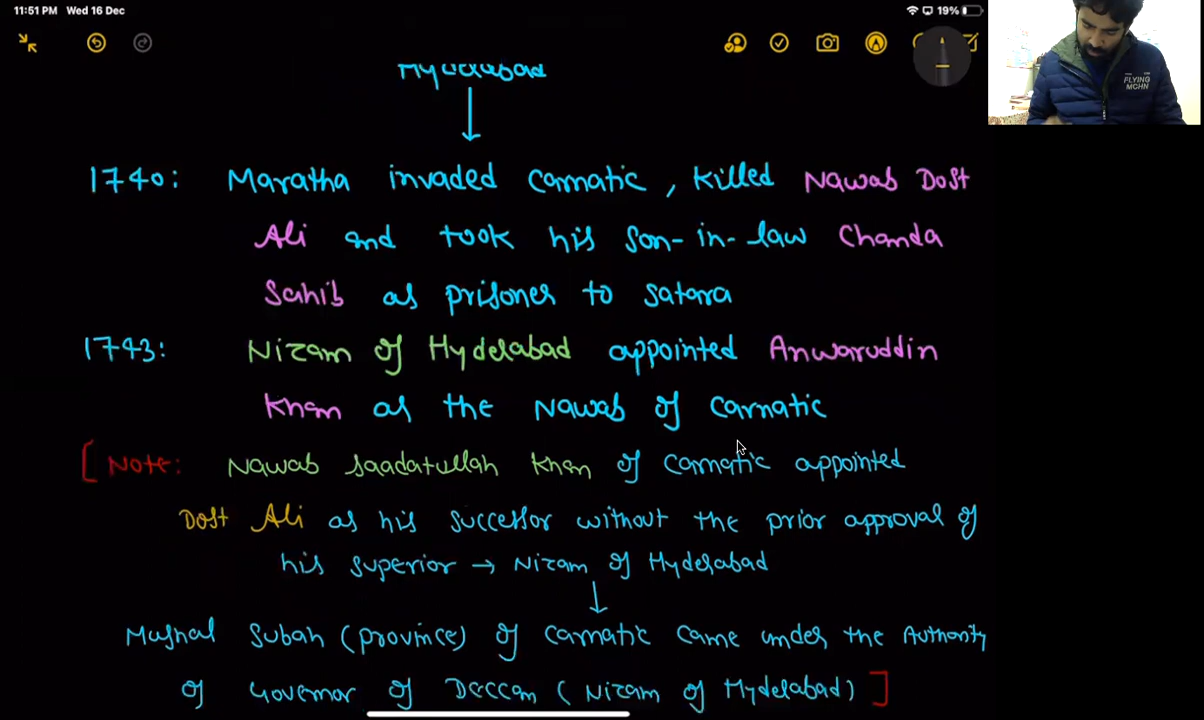 11:51 PM Wed 16 Dec
19%
FLYING
MCHN
Hyderabad
1740: Maratha invaded Carnatic, killed Nawab Dost
Ali and took his son-in-law Chanda
Sahib as prisoner to satara
1743: Nizam of Hyderabad appointed Anwaruddin
Khan as the Nawab of Carnatic
[Note: Nawab Saadatullah Khan of Carnatic appointed
Dost Ali as his successor without the prior approval of
his superior → Nizam of Hyderabad
Mughal Subah (province) of Carnatic came under the Authority
of Governor of Deccan (Nizam of Hyderabad)]